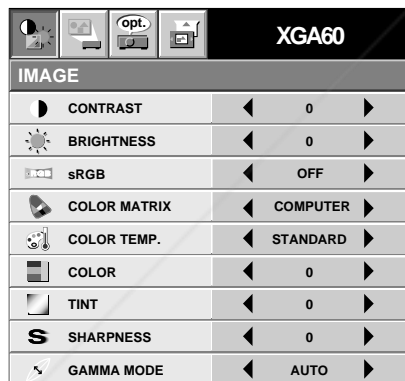 opt.
XGA60
IMAGE
CONTRAST 0
BRIGHTNESS 0
sRGB OFF
COLOR MATRIX COMPUTER
COLOR TEMP. STANDARD
COLOR 0
TINT 0
S SHARPNESS 0
GAMMA MODE AUTO